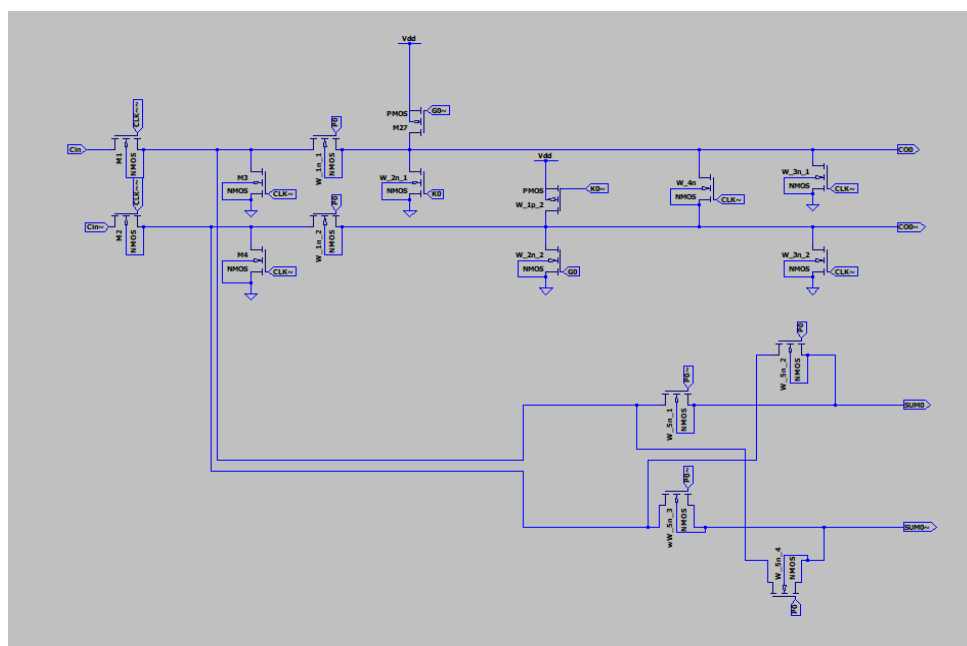 Vdd
CLK~
P0
G0~
PMOS
M27
Cin
M1
NMOS
W_1n_1
NMOS
CO0
Vdd
M3
NMOS
CLK~
W_2n_1
NMOS
K0
PMOS
W_1p_2
K0~
W_4n
NMOS
CLK~
W_3n_1
NMOS
CLK~
CLK~
P0
Cin~
M2
NMOS
W_1n_2
NMOS
CO0~
M4
NMOS
CLK~
W_2n_2
NMOS
G0
W_3n_2
NMOS
CLK~
P0
W_5n_2
NMOS
P0~
W_5n_1
NMOS
SUM0
P0~
wW_5n_3
NMOS
SUM0~
W_5n_4
NMOS
P0